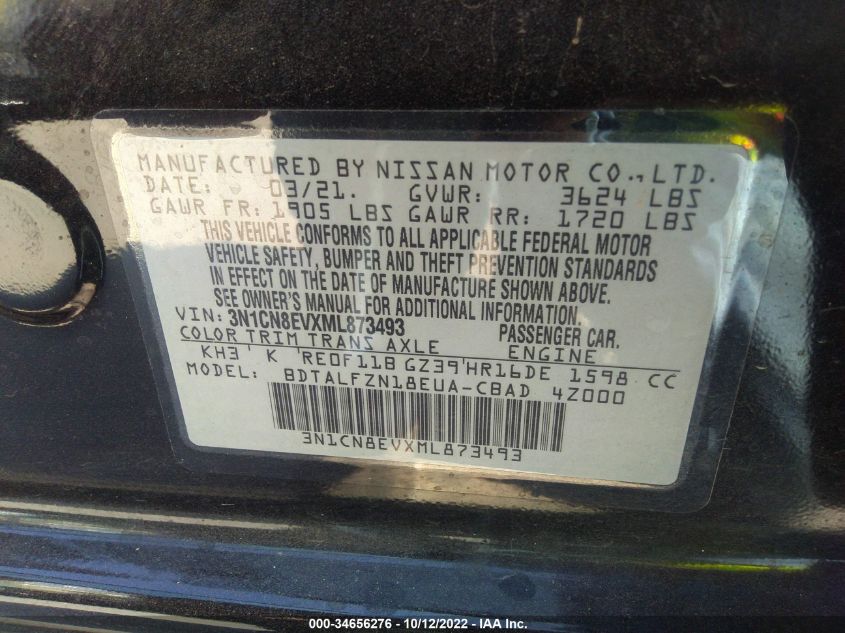 MANUFACTURED BY NISSAN MOTOR CO., LTD.
DATE: 03/21. GVWR: 3624 LBS
GAWR FR: 1905 LBS GAWR RR: 1720 LBS
THIS VEHICLE CONFORMS TO ALL APPLICABLE FEDERAL MOTOR
VEHICLE SAFETY, BUMPER AND THEFT PREVENTION STANDARDS
IN EFFECT ON THE DATE OF MANUFACTURE SHOWN ABOVE.
SEE OWNER'S MANUAL FOR ADDITIONAL INFORMATION.
VIN: 3N1CN8EVXML873493 PASSENGER CAR.
COLOR TRIM TRANS AXLE ENGINE
KH3' K 'RE0F11B GZ39'HR16DE 1598 CC
MODEL: BDTALFZN18EUA-CBAD 4Z000
3N1CN8EVXML873493
000-34656276 - 10/12/2022 - IAA Inc.